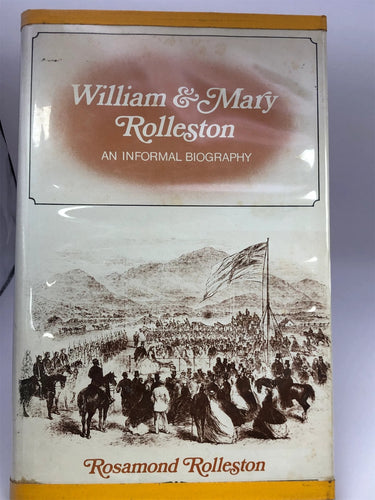 William & Mary
Rolleston
AN INFORMAL BIOGRAPHY
Rosamond Rolleston